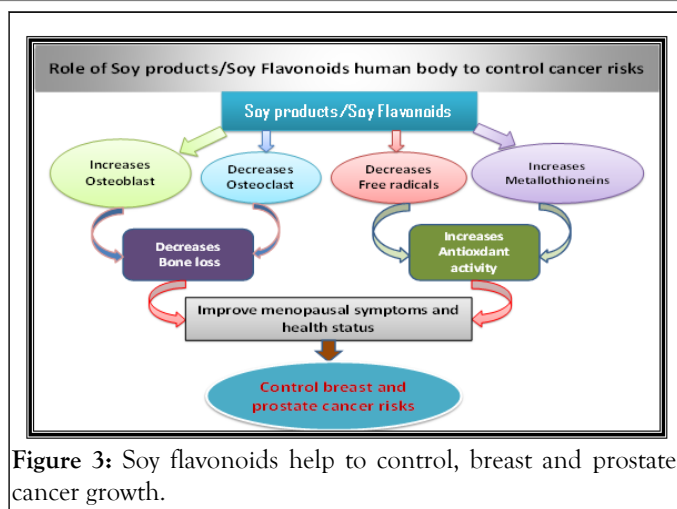 Role of Soy products/Soy Flavonoids human body to control cancer risks
Soy products/Soy Flavonoids
Increases
Osteoblast
Decreases
Osteoclast
Decreases
Free radicals
Increases
Metallothioneins
Decreases
Bone loss
Increases
Antioxdant
activity
Improve menopausal symptoms and
health status
Control breast and
prostate cancer risks
Figure 3: Soy flavonoids help to control, breast and prostate
cancer growth.